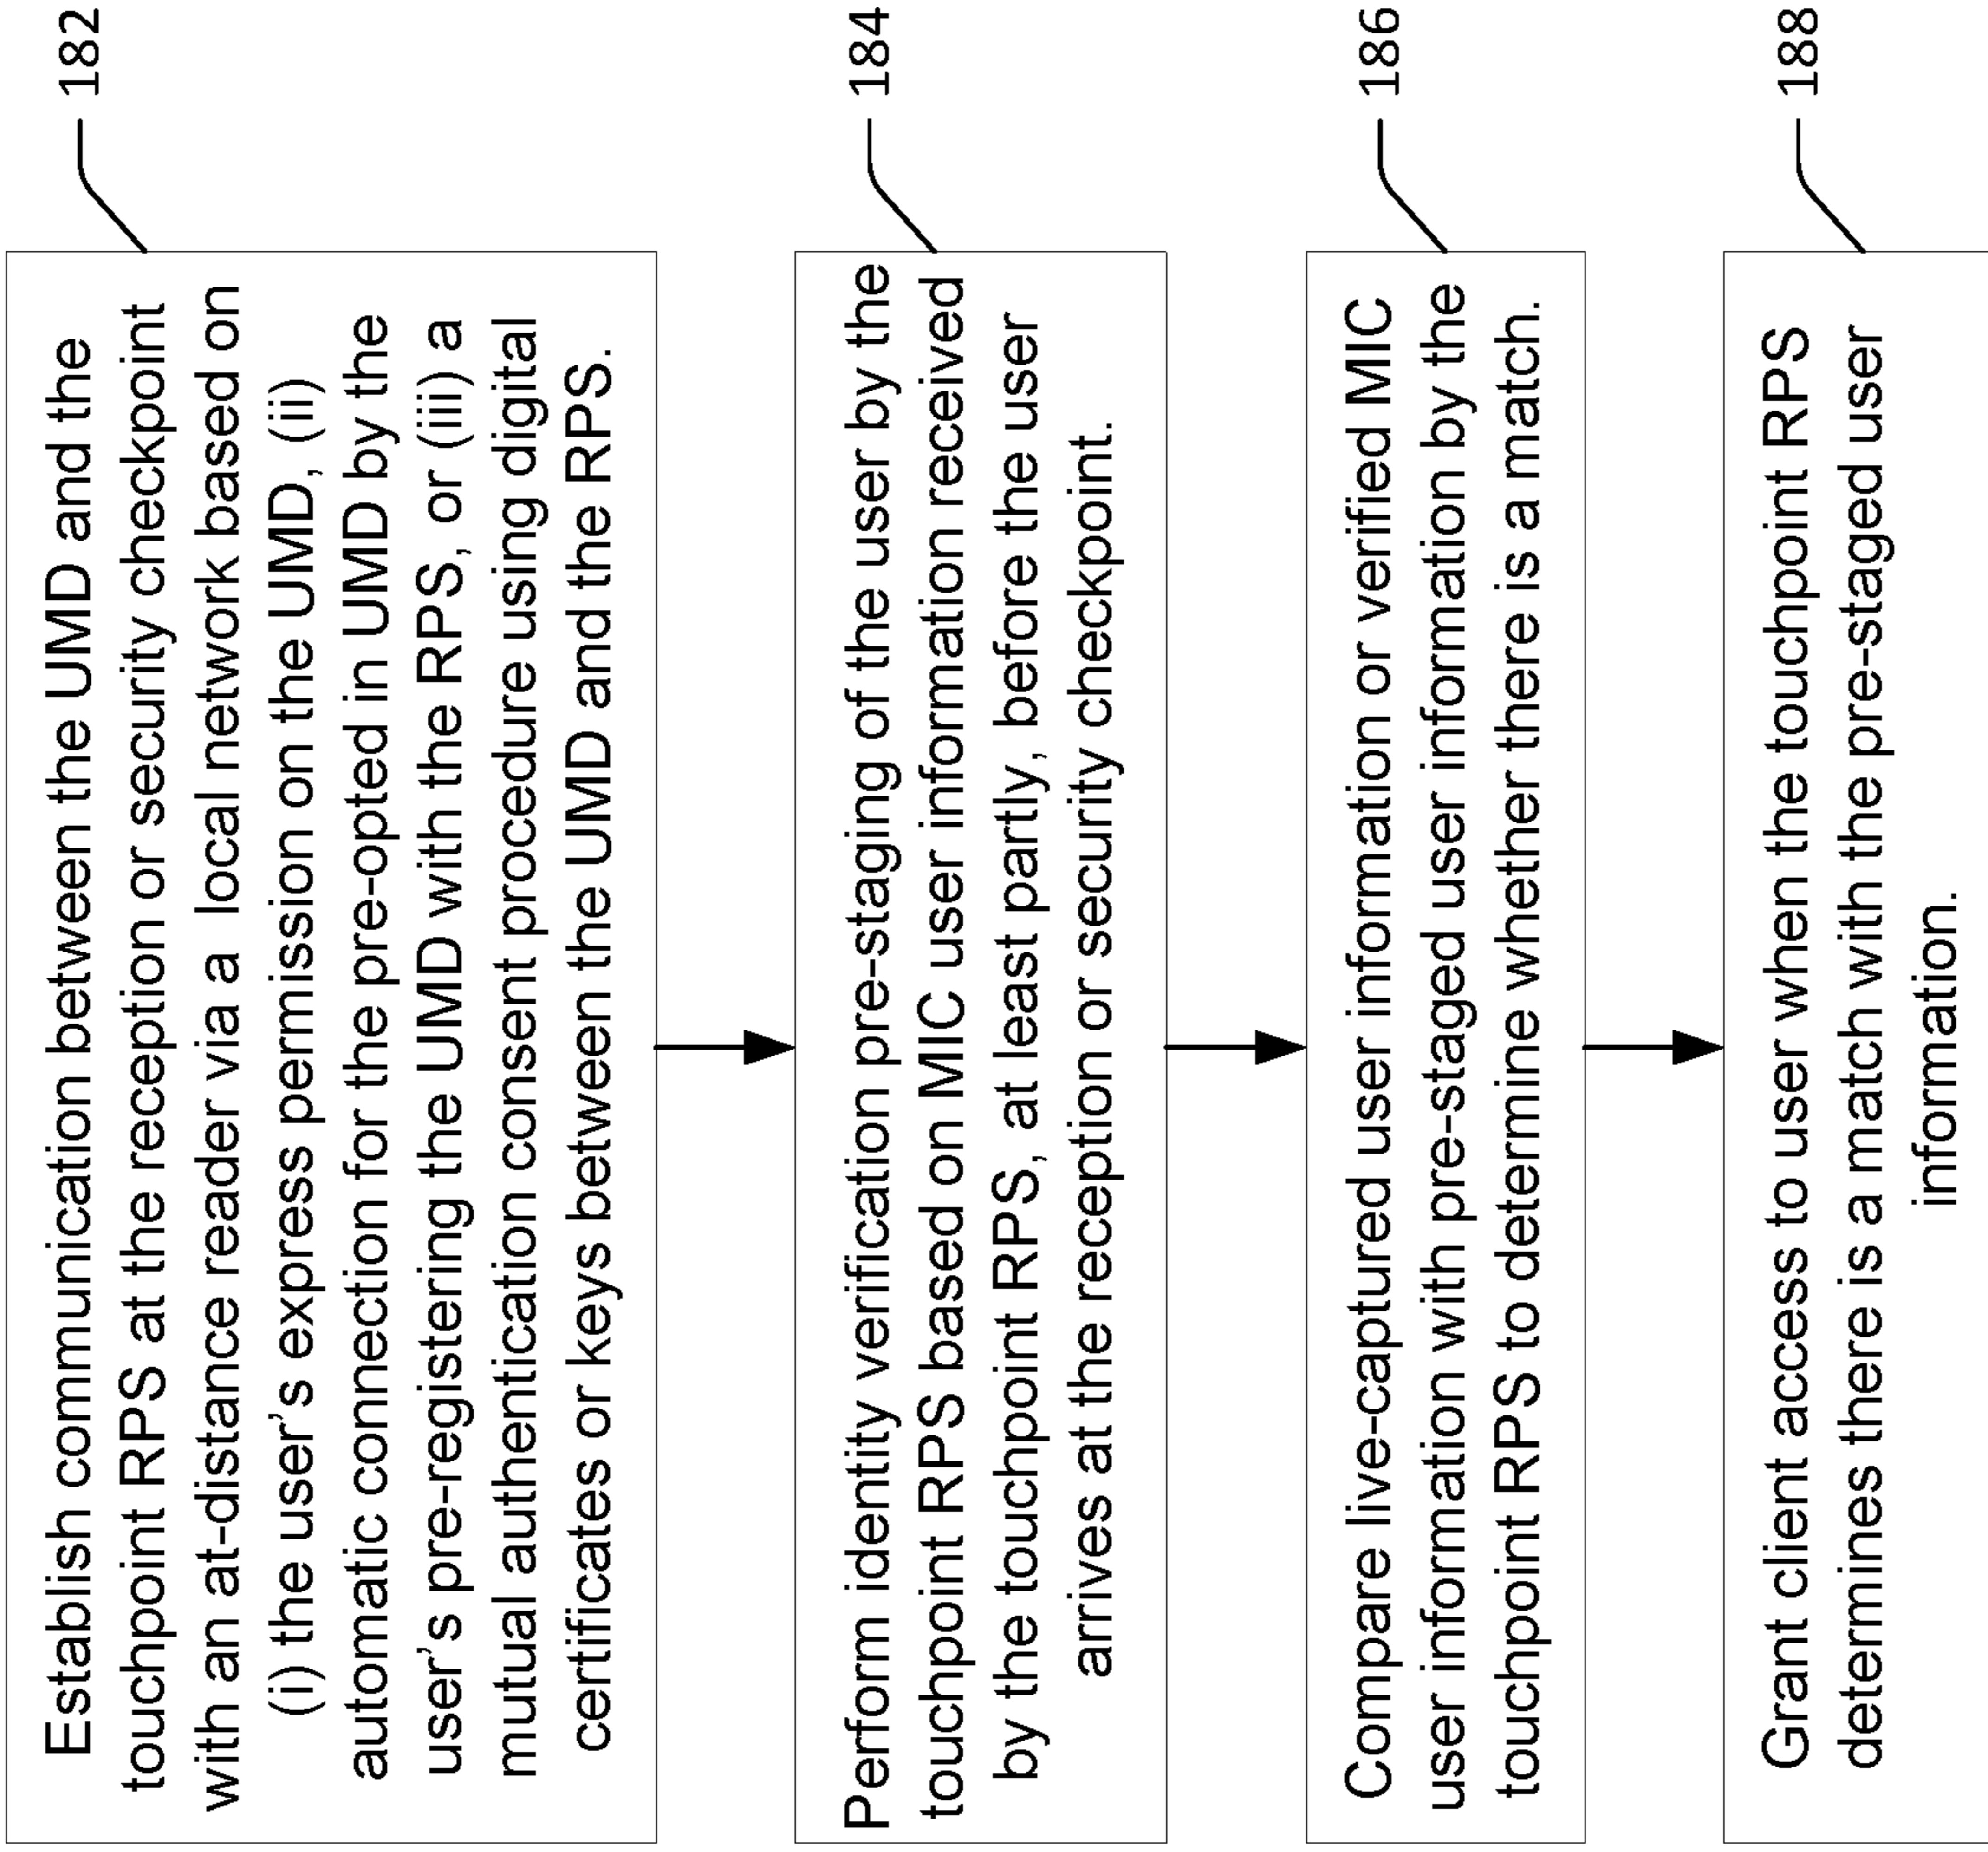 Establish communication between the UMD and the
touchpoint RPS at the reception or security checkpoint
with an at-distance reader via a local network based on
(i) the user's express permission on the UMD, (ii)
automatic connection for the pre-opted in UMD by the
user's pre-registering the UMD with the RPS, or (iii) a
mutual authentication consent procedure using digital
certificates or keys between the UMD and the RPS.
182
Perform identity verification pre-staging of the user by the
touchpoint RPS based on MIC user information received
by the touchpoint RPS, at least partly, before the user
arrives at the reception or security checkpoint.
184
Compare live-captured user information or verified MIC
user information with pre-staged user information by the
touchpoint RPS to determine whether there is a match.
186
Grant client access to user when the touchpoint RPS
determines there is a match with the pre-staged user
information.
188